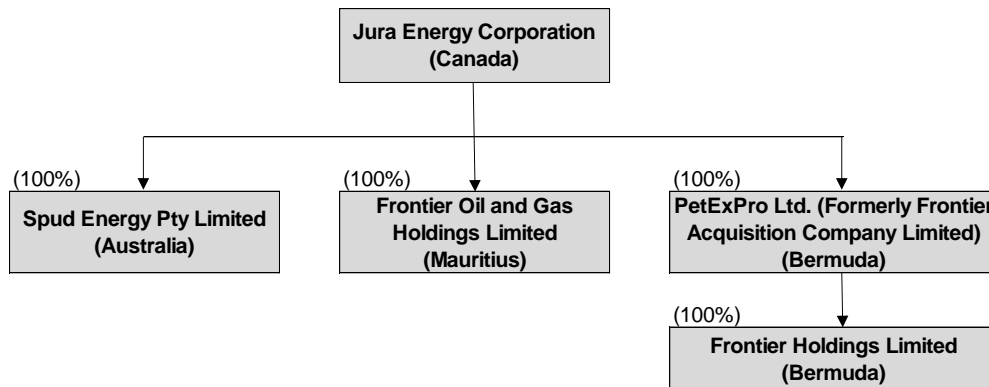 Jura Energy Corporation
(Canada)
(100%)
(100%)
(100%)
Spud Energy Pty Limited
(Australia)
Frontier Oil and Gas
Holdings Limited
(Mauritius)
PetExPro Ltd. (Formerly Frontier
Acquisition Company Limited)
(Bermuda)
(100%)
Frontier Holdings Limited
(Bermuda)